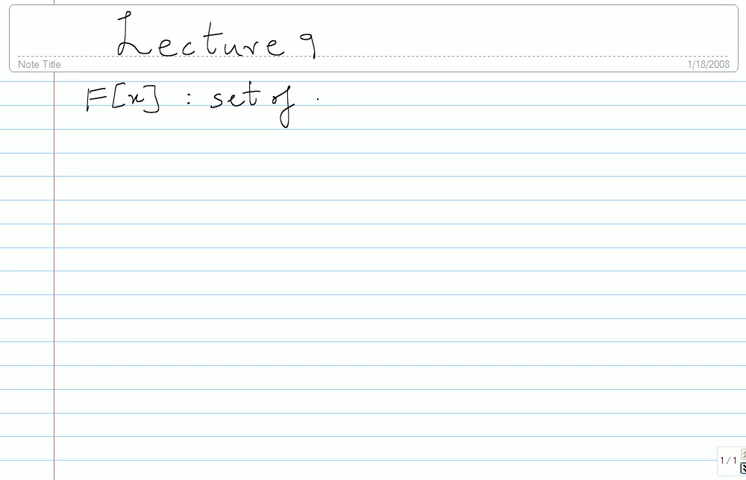 Lecture 9
Note Title
1/18/2008
F[x] : set of
1/1